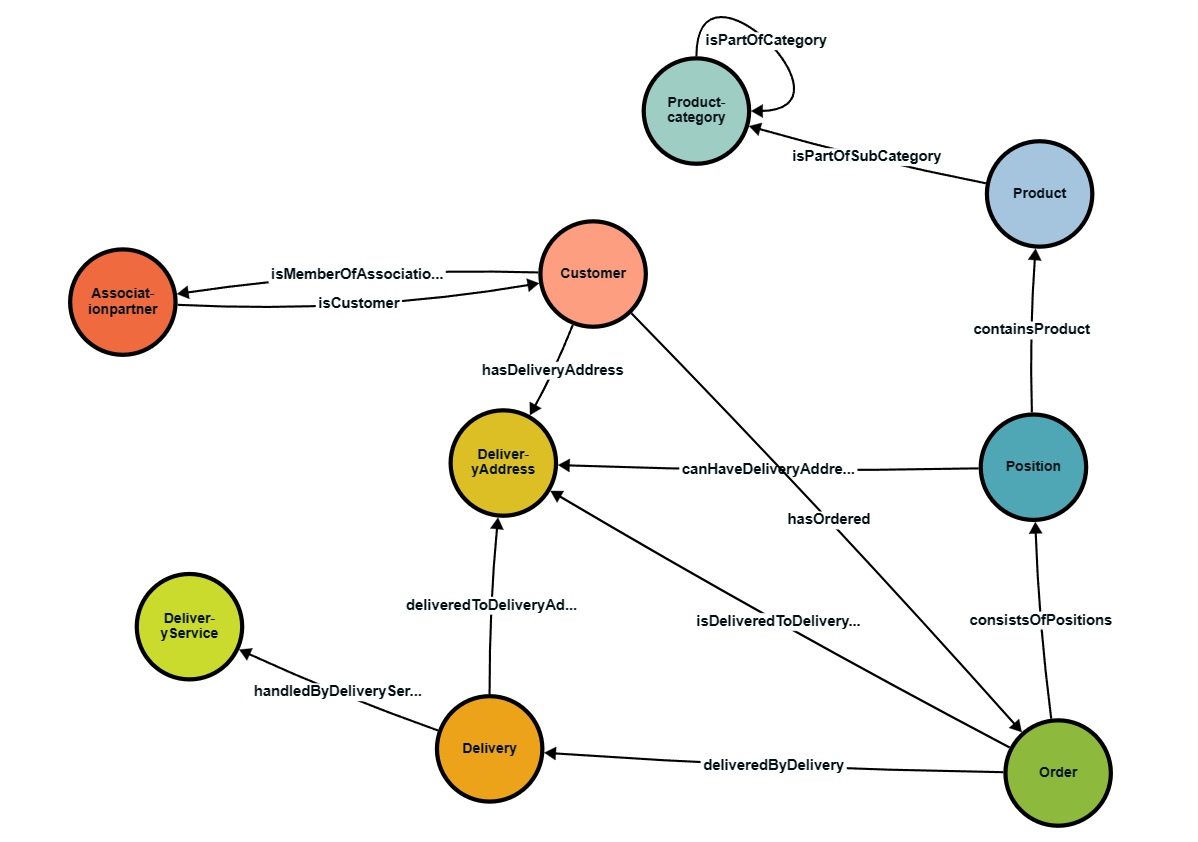 isPartOfCategory
Product-
category
isPartOfSubCategory
Product
Customer
isMemberOfAssociatio...
Associat-
ionpartner
isCustomer
containsProduct
hasDeliveryAddress
Deliver-
yAddress
canHaveDeliveryAddre...
Position
hasOrdered
deliveredToDeliveryAd...
isDeliveredToDelivery...
consistsOfPositions
Deliver-
yService
handledByDeliverySer...
Delivery
deliveredByDelivery
Order